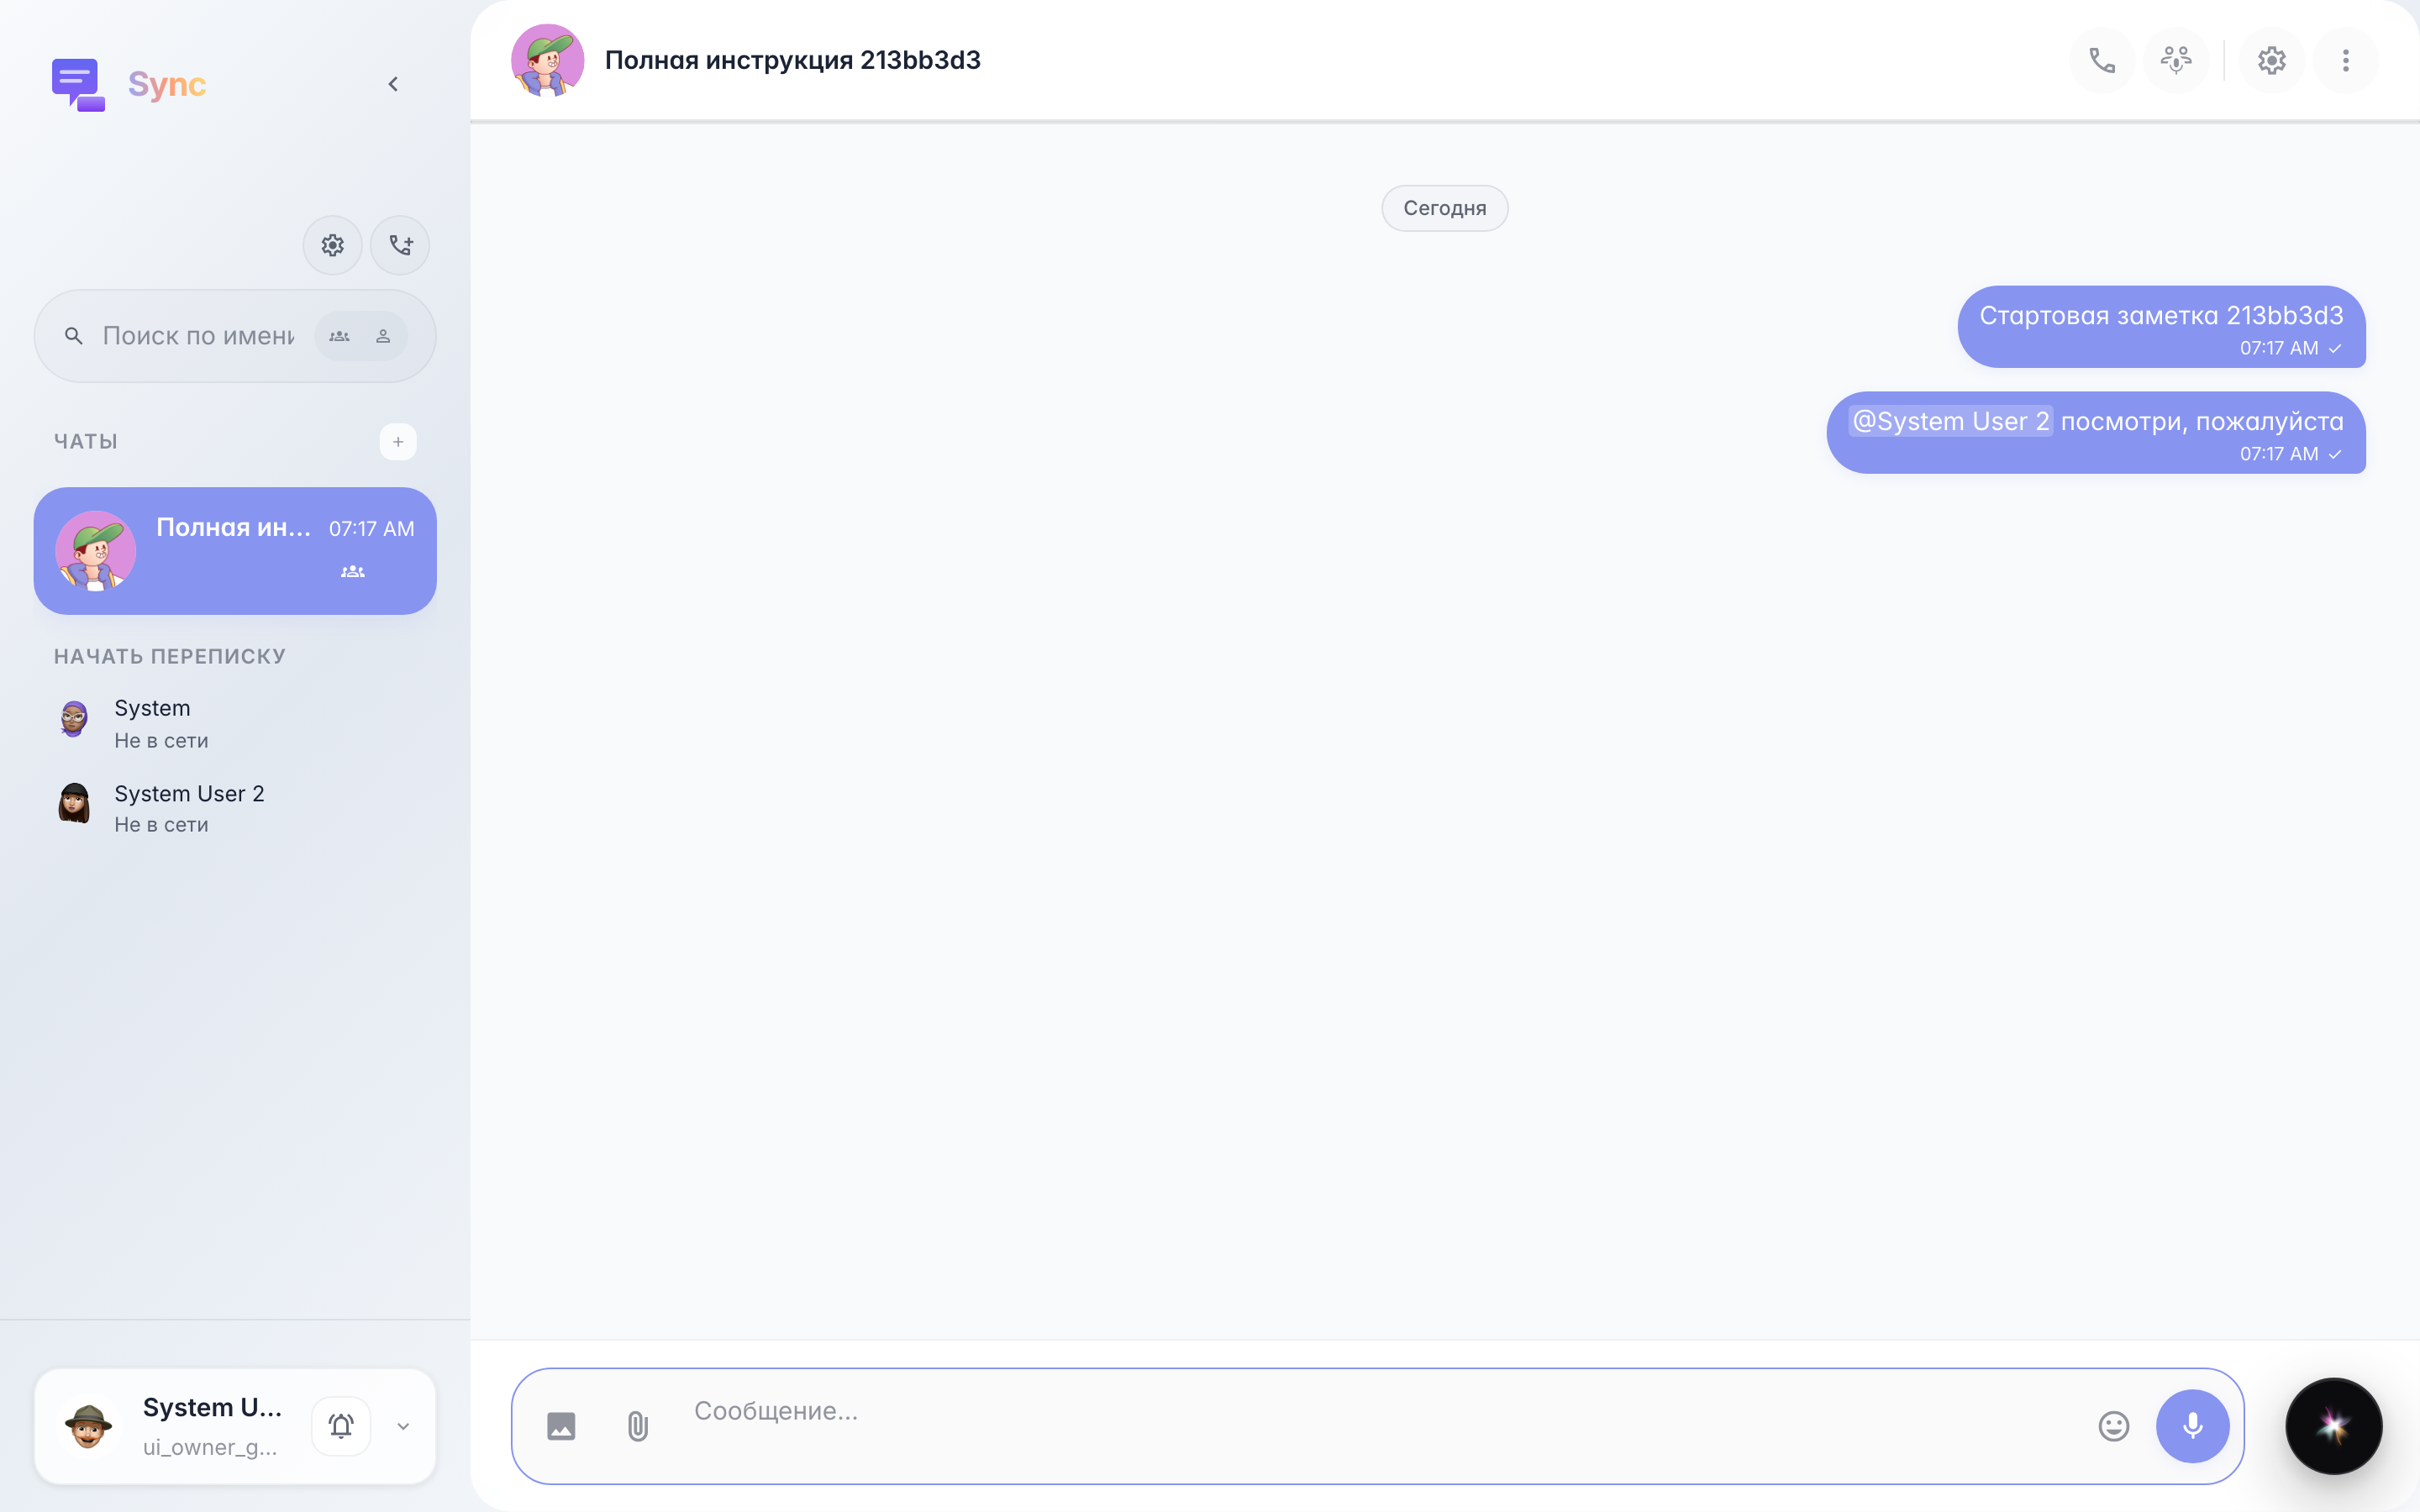 Sync
Поиск по имени
ЧАТЫ
Полная ин... 07:17 AM
НАЧАТЬ ПЕРЕПИСКУ
System
Не в сети
System User 2
Не в сети
System U...
ui_owner_g...
Полная инструкция 213bb3d3
Сегодня
Стартовая заметка 213bb3d3
07:17 AM
@System User 2 посмотри, пожалуйста
07:17 AM
Сообщение...